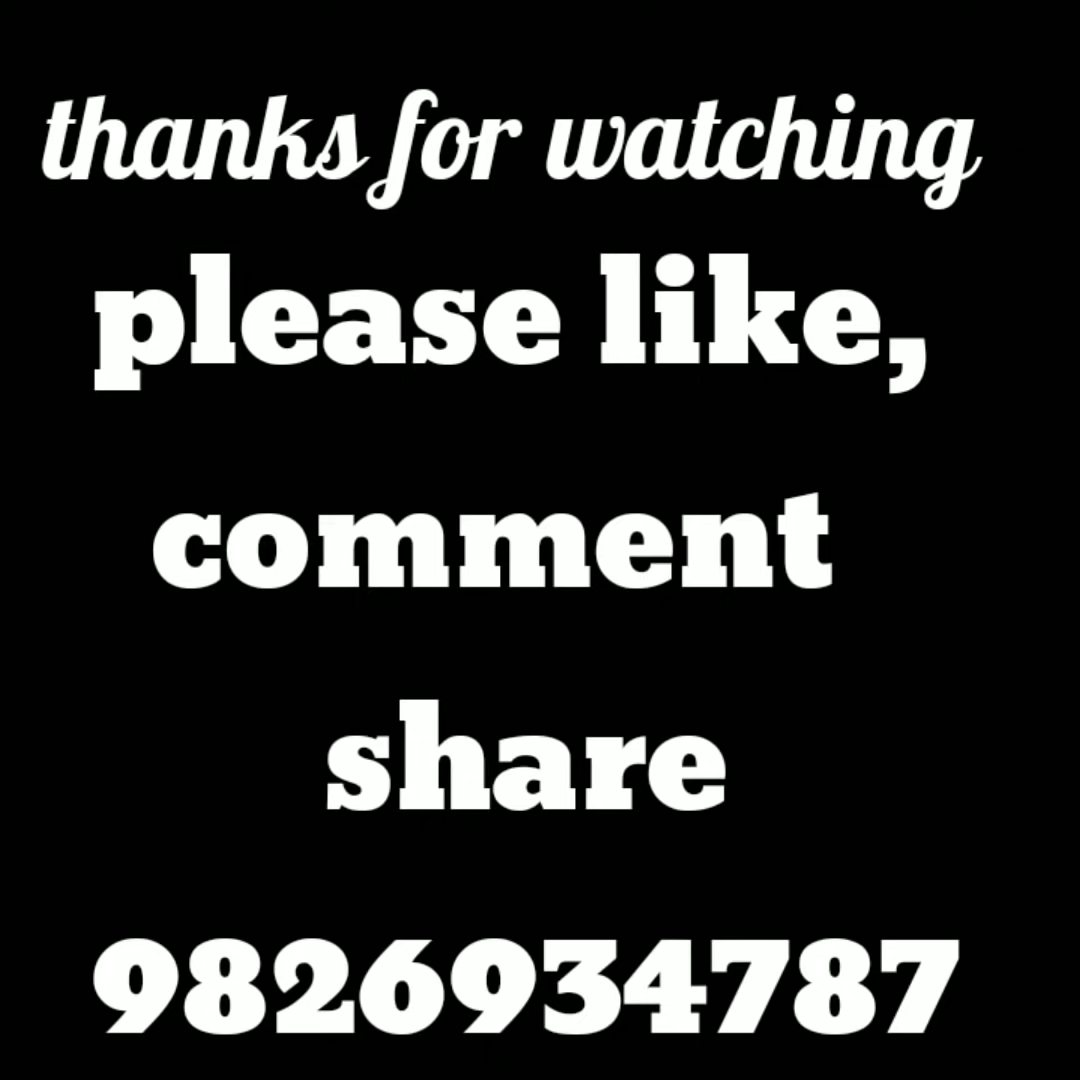 thanks for watching
please like,
comment
share
9826934787